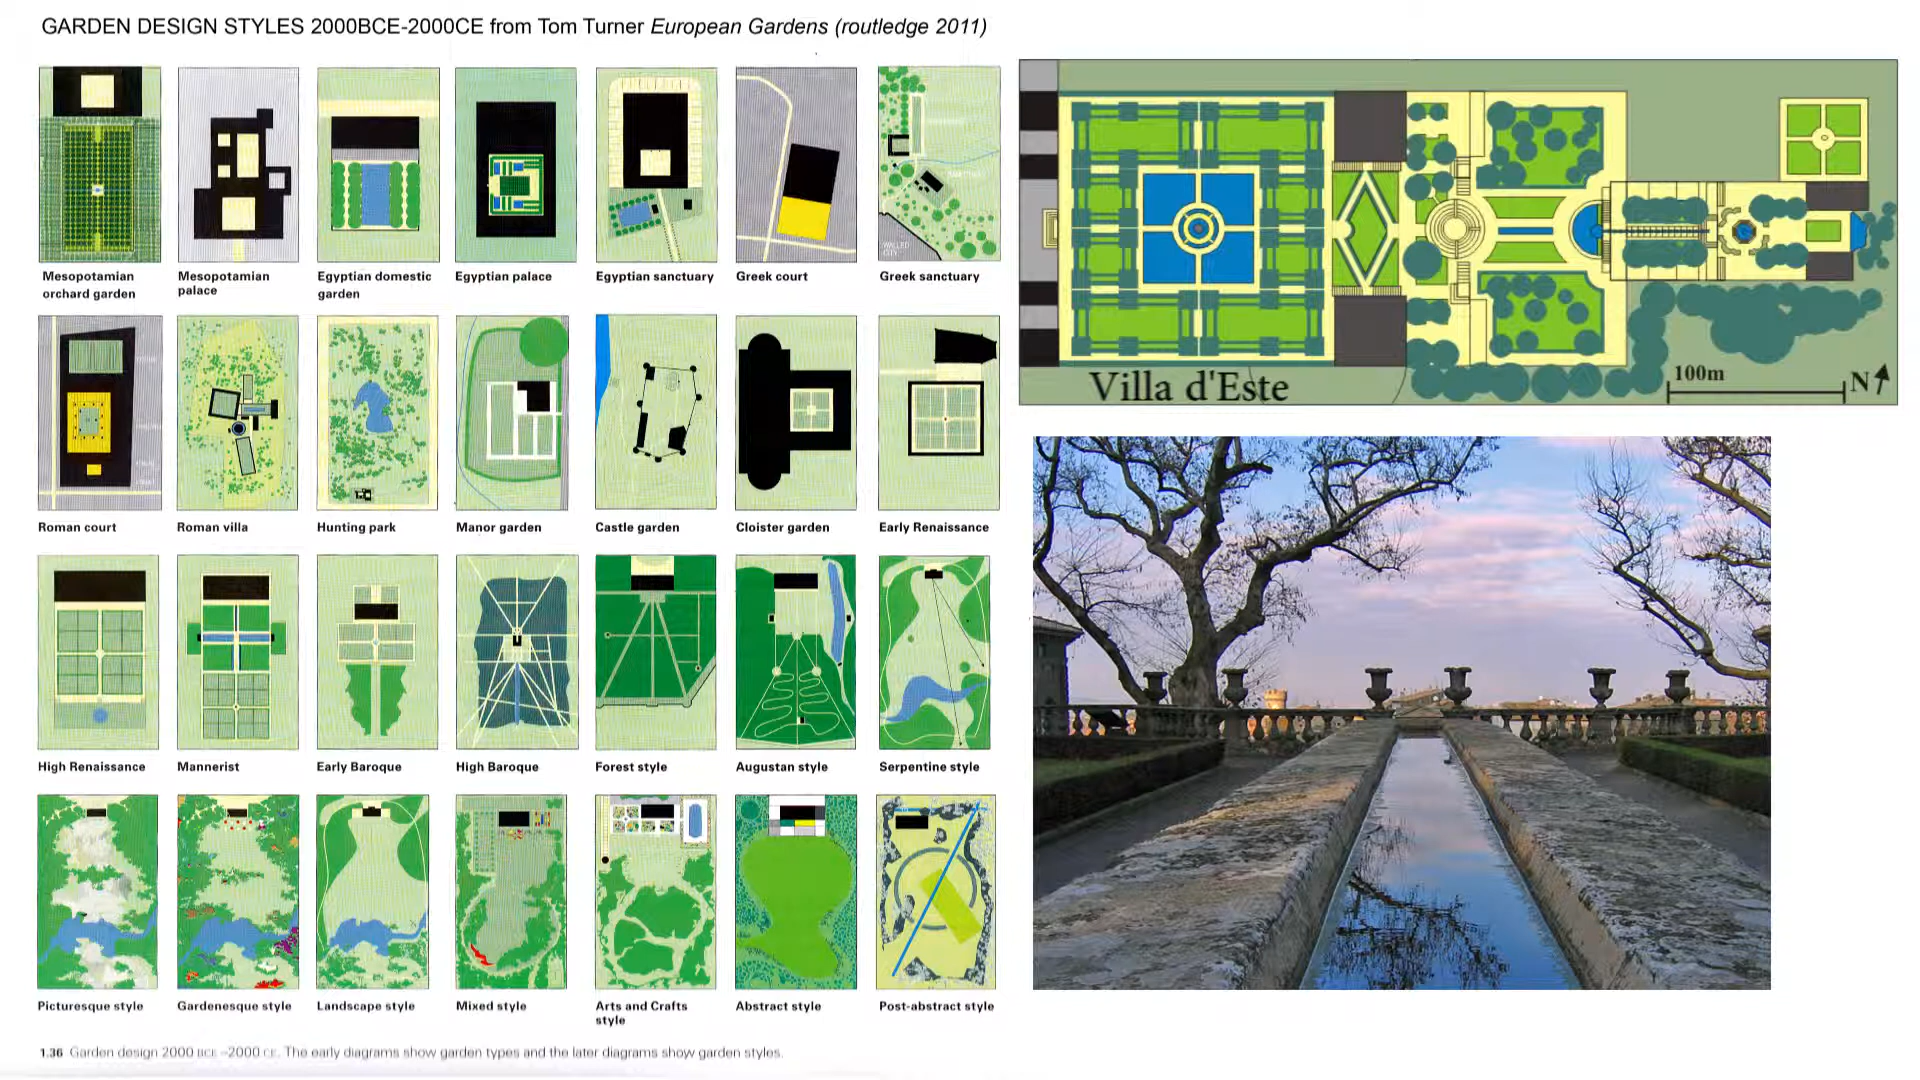 GARDEN DESIGN STYLES 2000BCE-2000CE from Tom Turner European Gardens (routledge 2011)
Mesopotamian
orchard garden
Mesopotamian
palace
Egyptian domestic
garden
Egyptian palace
Egyptian sanctuary
Greek court
WALLED
CITY
Greek sanctuary
Roman court
Roman villa
Hunting park
Manor garden
Castle garden
Cloister garden
Early Renaissance
High Renaissance
Mannerist
Early Baroque
High Baroque
Forest style
Augustan style
Serpentine style
Picturesque style
Gardenesque style
Landscape style
Mixed style
Arts and Crafts
style
Abstract style
Post-abstract style
1.36 Garden design 2000 BCE –2000 CE. The early diagrams show garden types and the later diagrams show garden styles.
Villa d'Este
100m
N